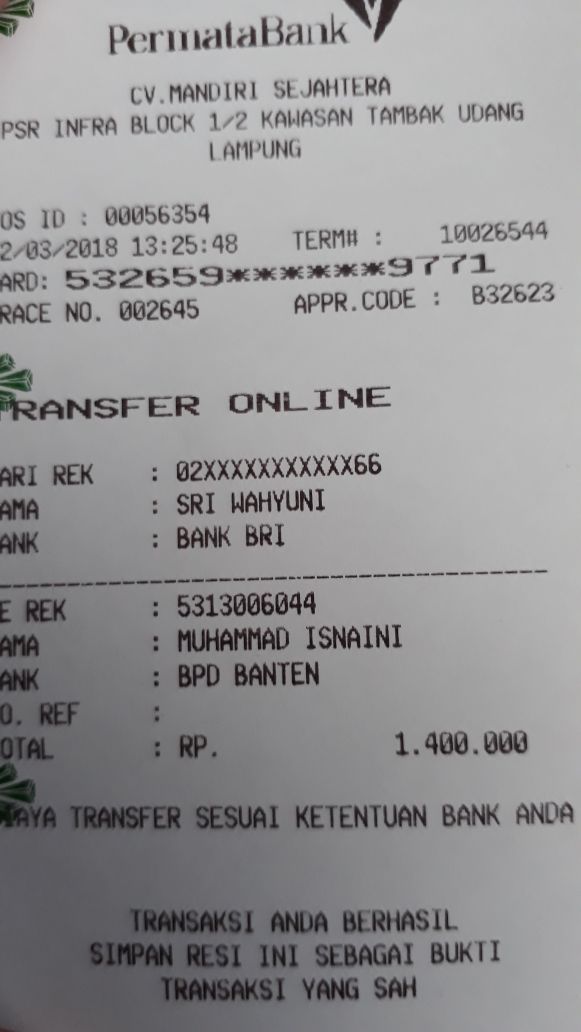 PermataBank
CV.MANDIRI SEJAHTERA
PSR INFRA BLOCK 1/2 KAWASAN TAMBAK UDANG
LAMPUNG
OS ID : 00056354
2/03/2018 13:25:48 TERM# : 10026544
ARD: 532659******9771
RACE NO. 002645 APPR.CODE : B32623
RANSFER ONLINE
ARI REK : 02XXXXXXXXXXX66
AMA : SRI WAHYUNI
ANK : BANK BRI
E REK : 5313006044
AMA : MUHAMMAD ISNAINI
ANK : BPD BANTEN
O. REF :
OTAL : RP. 1.400.000
AYA TRANSFER SESUAI KETENTUAN BANK ANDA
TRANSAKSI ANDA BERHASIL
SIMPAN RESI INI SEBAGAI BUKTI
TRANSAKSI YANG SAH